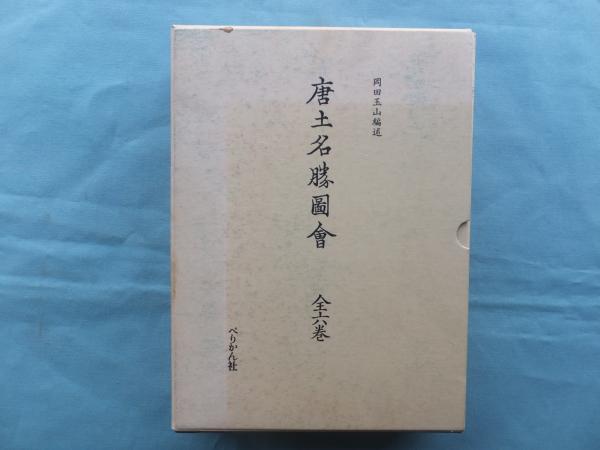 岡田玉山編述
唐土名勝圖會
全六巻
ぺりかん社